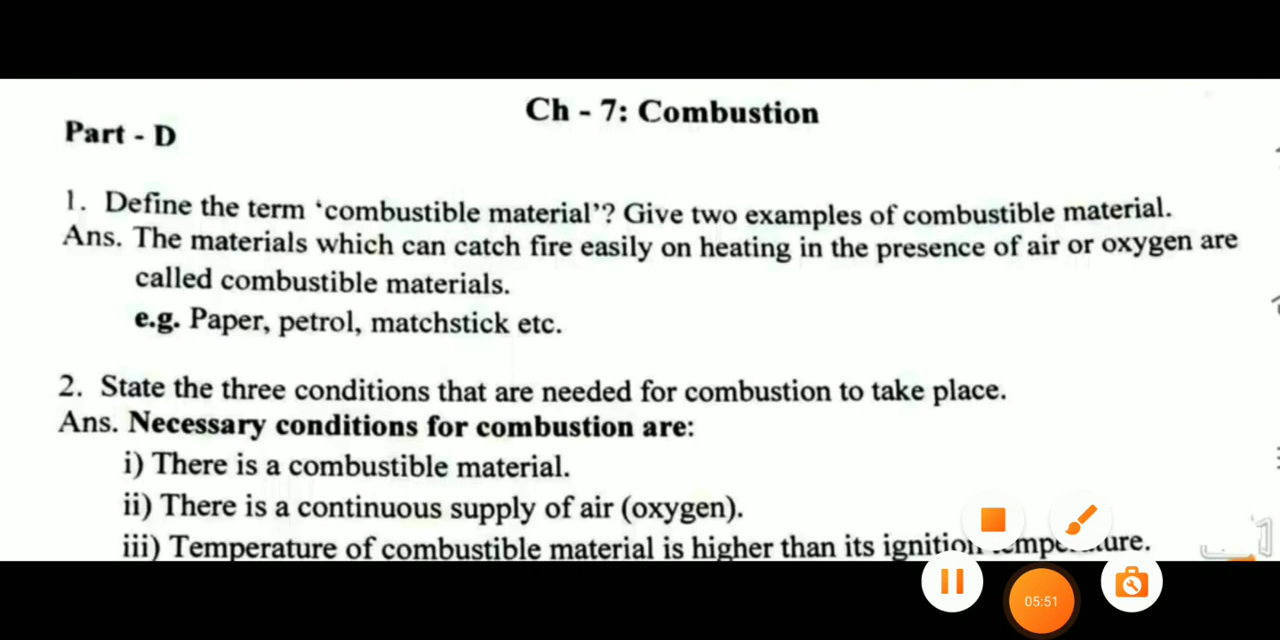 Ch - 7: Combustion
Part - D
1. Define the term ‘combustible material’? Give two examples of combustible material.
Ans. The materials which can catch fire easily on heating in the presence of air or oxygen are
called combustible materials.
e.g. Paper, petrol, matchstick etc.
2. State the three conditions that are needed for combustion to take place.
Ans. Necessary conditions for combustion are:
i) There is a combustible material.
ii) There is a continuous supply of air (oxygen).
iii) Temperature of combustible material is higher than its ignition temperature.
05:51